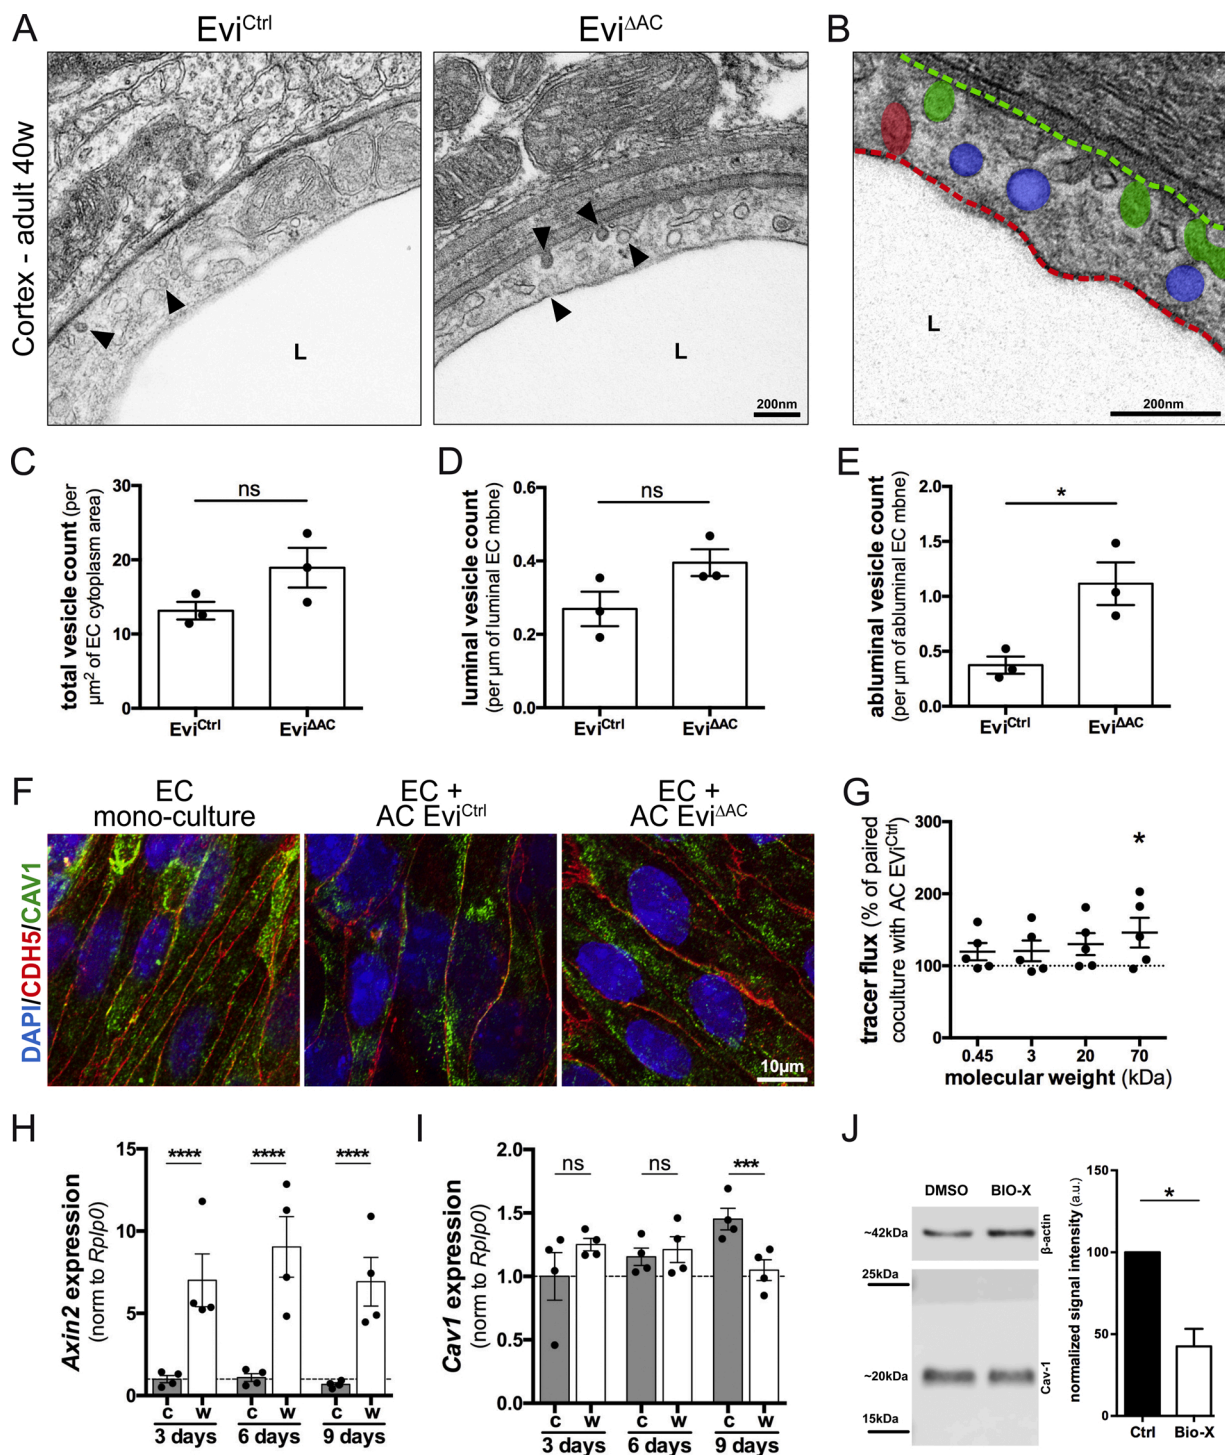 A
Evi^Ctrl
Evi^ΔAC
B
Cortex - adult 40w
L
L
200nm
L
200nm
C
total vesicle count (per
µm² of EC cytoplasm area)
30
20
10
0
ns
Evi^Ctrl
Evi^ΔAC
D
luminal vesicle count
(per µm of luminal EC mbne)
0.6
0.4
0.2
0.0
ns
Evi^Ctrl
Evi^ΔAC
E
abluminal vesicle count
(per µm of abluminal EC mbne)
2.0
1.5
1.0
0.5
0.0
*
Evi^Ctrl
Evi^ΔAC
F
EC
mono-culture
EC +
AC Evi^Ctrl
EC +
AC Evi^ΔAC
DAPI/CDH5/CAV1
10µm
G
tracer flux (% of paired
coculture with AC EVi^Ctrl)
300
200
150
100
50
0
*
0.45
3
20
70
molecular weight (kDa)
H
Axin2 expression
(norm to Rplp0)
15
10
5
0
****
****
****
c
w
c
w
c
w
3 days
6 days
9 days
I
Cav1 expression
(norm to Rplp0)
2.0
1.5
1.0
0.5
0.0
ns
ns
***
c
w
c
w
c
w
3 days
6 days
9 days
J
DMSO
BIO-X
~42kDa
β-actin
25kDa
~20kDa
Cav-1
15kDa
normalized signal intensity (a.u.)
150
100
50
0
*
Ctrl
Bio-X